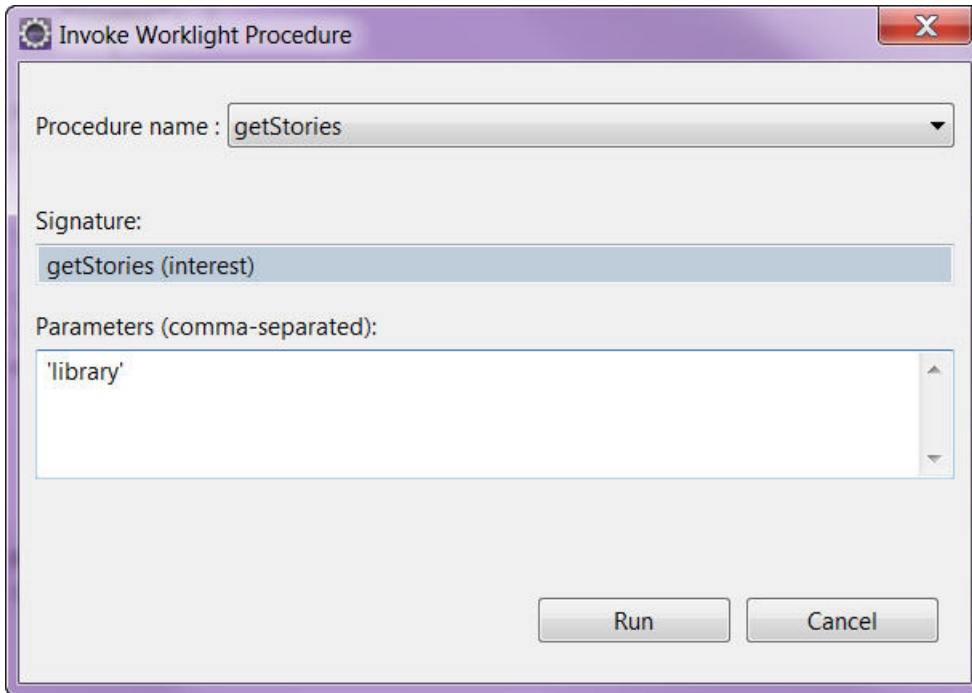 Invoke Worklight Procedure
Procedure name : getStories
Signature:
getStories (interest)
Parameters (comma-separated):
'library'
Run Cancel